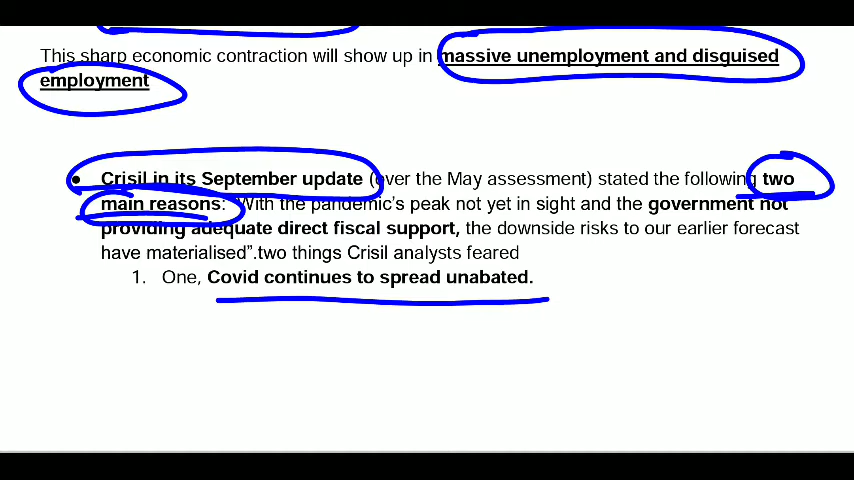 This sharp economic contraction will show up in massive unemployment and disguised
employment
● Crisil in its September update (over the May assessment) stated the following two
main reasons: "With the pandemic's peak not yet in sight and the government not
providing adequate direct fiscal support, the downside risks to our earlier forecast
have materialised”.two things Crisil analysts feared
1. One, Covid continues to spread unabated.